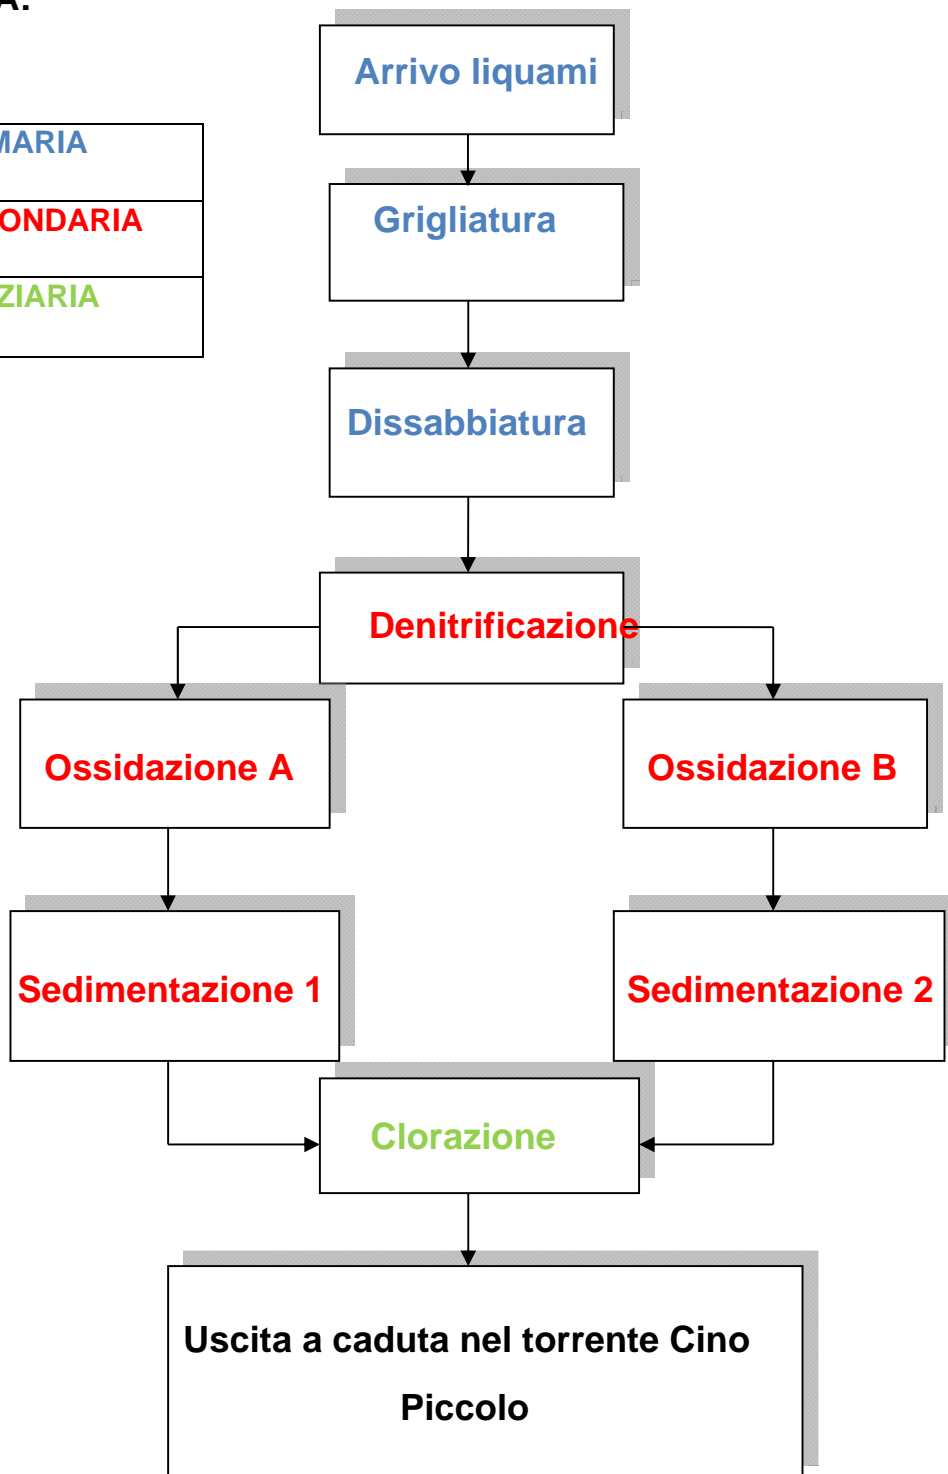 A.
Arrivo liquami
MARIA
Grigliatura
ONDARIA
ZIARIA
Dissabbiatura
Denitrificazione
Ossidazione A
Ossidazione B
Sedimentazione 1
Sedimentazione 2
Clorazione
Uscita a caduta nel torrente Cino
Piccolo